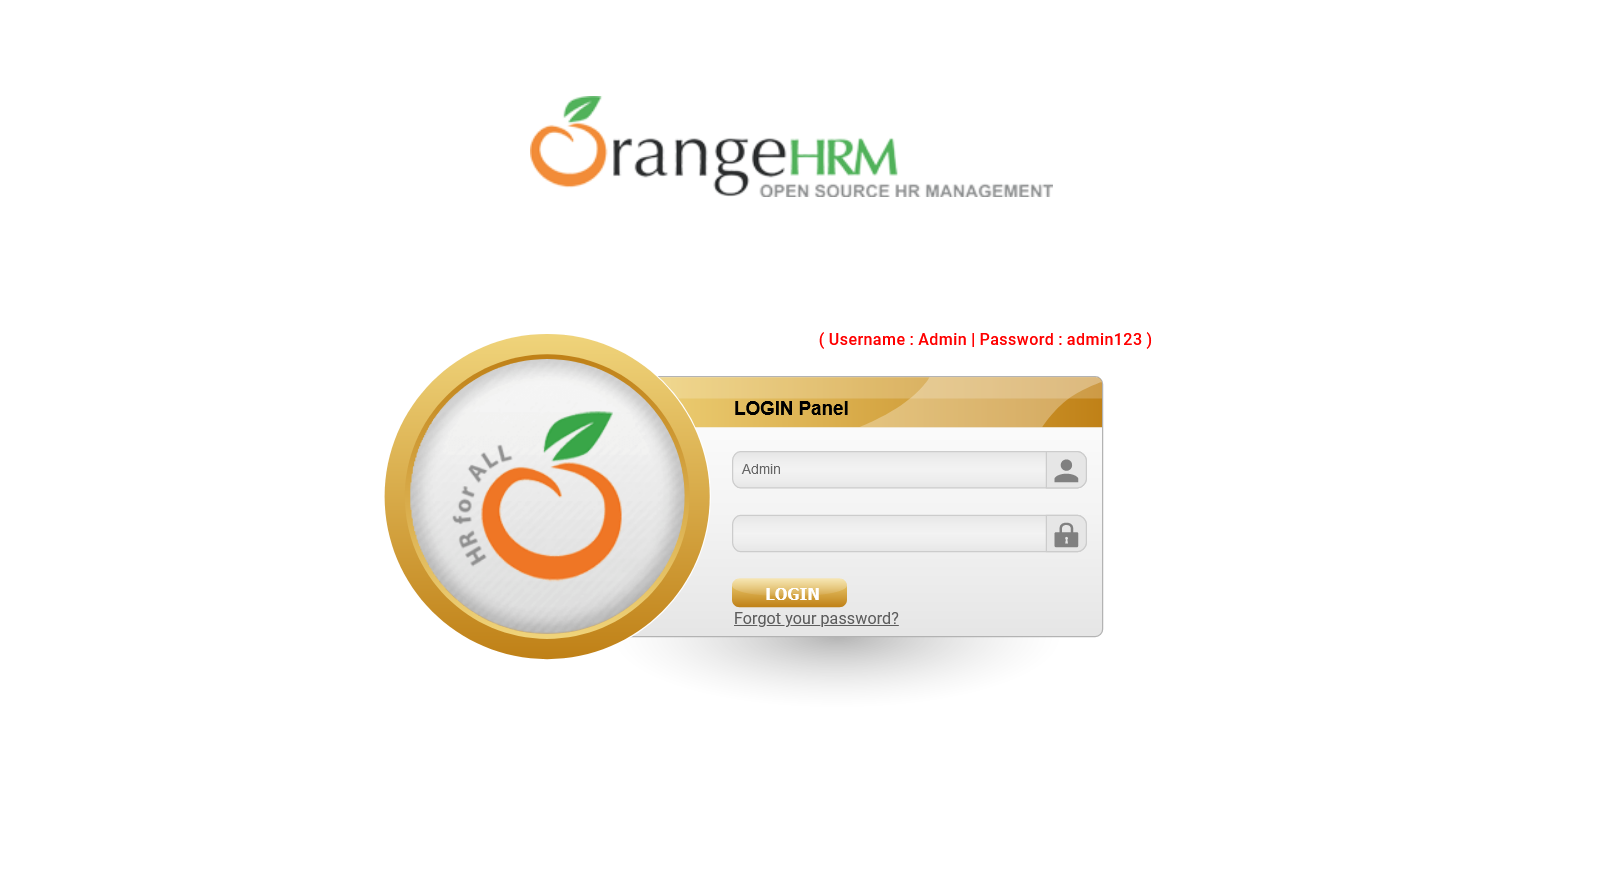 OrangeHRM
OPEN SOURCE HR MANAGEMENT
( Username : Admin | Password : admin123 )
HR for ALL
LOGIN Panel
Admin
LOGIN
Forgot your password?